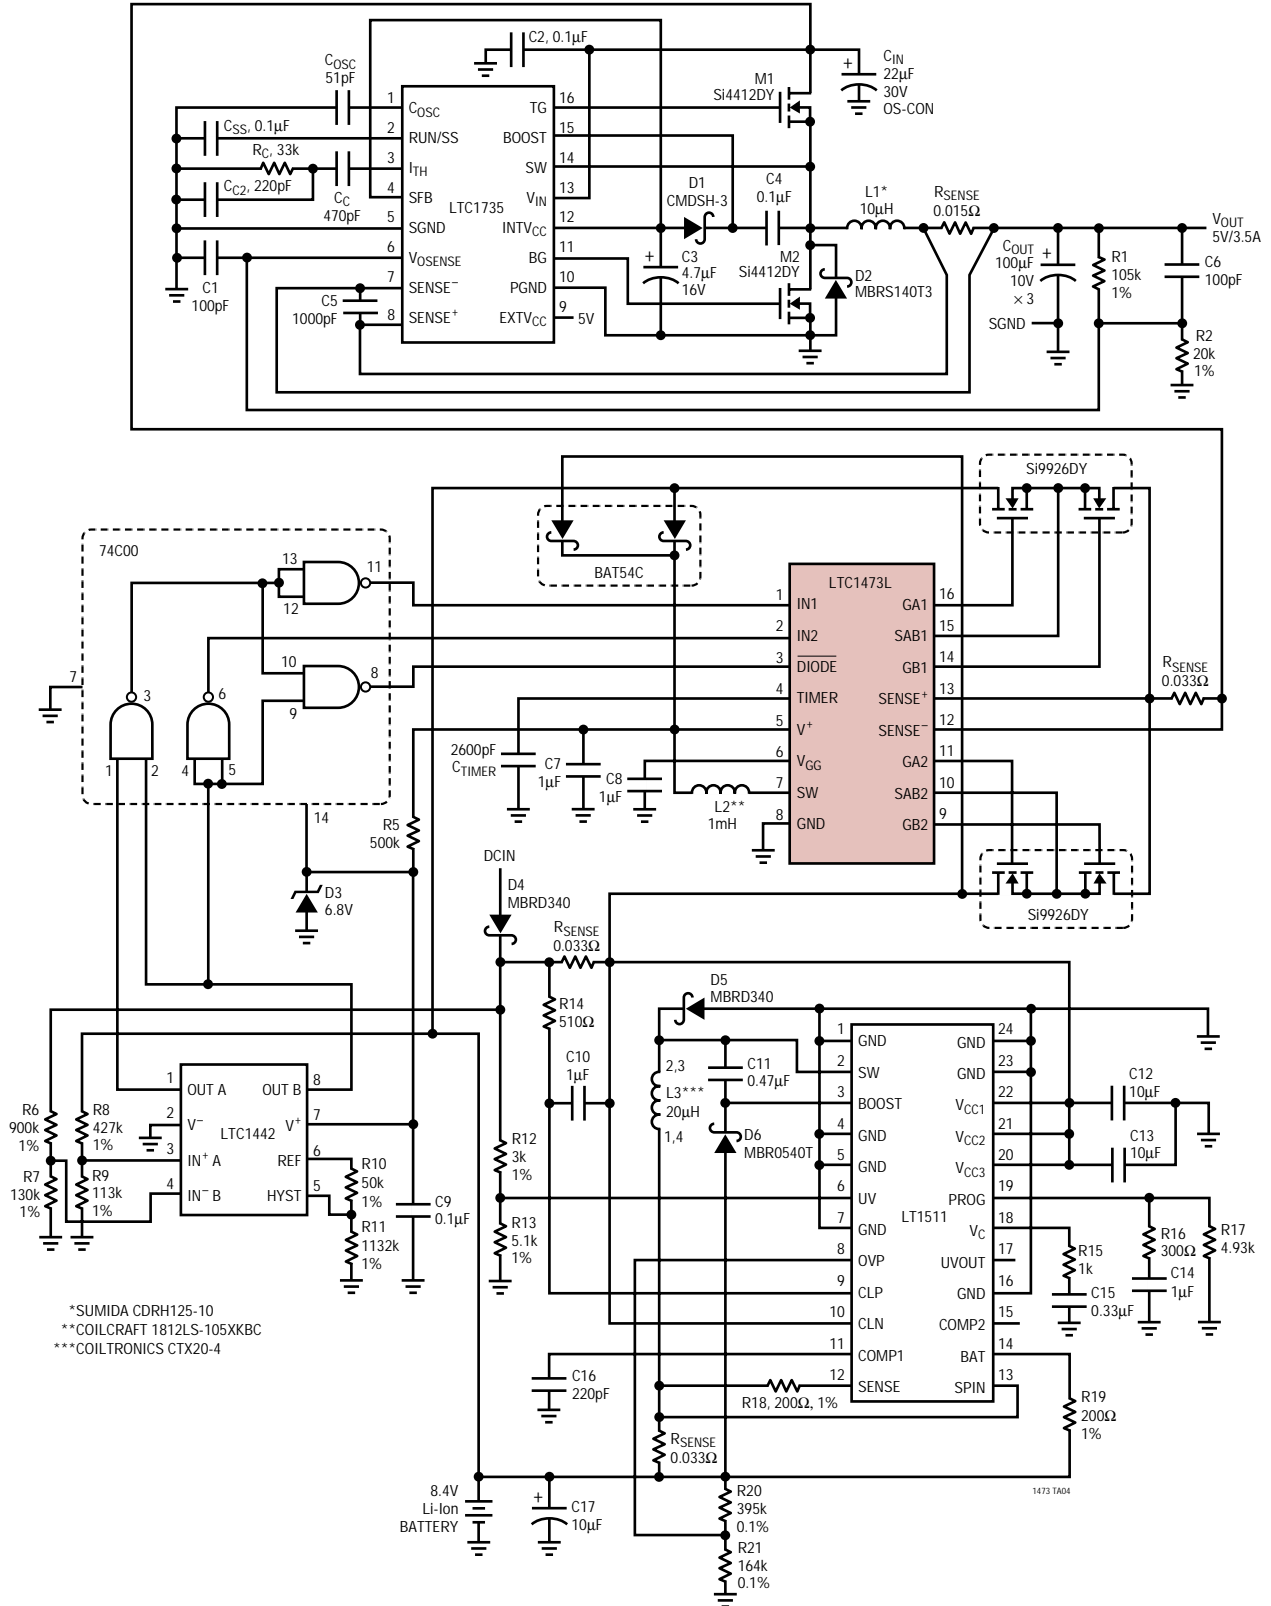 C2, 0.1µF
COSC
51pF
CIN
22µF
30V
OS-CON
M1
Si4412DY
1
COSC
TG
16
CSS, 0.1µF
2
RUN/SS
BOOST
15
RC, 33k
3
ITH
SW
14
CC2, 220pF
CC
470pF
4
SFB
VIN
13
LTC1735
D1
CMDSH-3
C4
0.1µF
L1*
10µH
RSENSE
0.015Ω
VOUT
5V/3.5A
5
SGND
INTVCC
12
6
VOSENSE
BG
11
C1
100pF
C3
4.7µF
16V
M2
Si4412DY
D2
MBRS140T3
COUT
100µF
10V
× 3
R1
105k
1%
C6
100pF
7
SENSE−
PGND
10
C5
1000pF
8
SENSE+
EXTVCC
9
5V
SGND
R2
20k
1%
Si9926DY
BAT54C
74C00
13
12
11
10
9
8
7
3
6
1
2
4
5
14
LTC1473L
1
IN1
GA1
16
2
IN2
SAB1
15
3
DIODE
GB1
14
4
TIMER
SENSE+
13
5
V+
SENSE−
12
6
VGG
GA2
11
7
SW
SAB2
10
8
GND
GB2
9
RSENSE
0.033Ω
2600pF
CTIMER
C7
1µF
C8
1µF
L2**
1mH
R5
500k
D3
6.8V
Si9926DY
DCIN
D4
MBRD340
RSENSE
0.033Ω
R14
510Ω
D5
MBRD340
C10
1µF
2,3
L3***
20µH
1,4
C11
0.47µF
D6
MBR0540T
R6
900k
1%
R8
427k
1%
R7
130k
1%
R9
113k
1%
1
OUT A
OUT B
8
2
V−
V+
7
LTC1442
3
IN+ A
REF
6
4
IN− B
HYST
5
R10
50k
1%
R11
1132k
1%
C9
0.1µF
R12
3k
1%
R13
5.1k
1%
LT1511
1
GND
GND
24
2
SW
GND
23
3
BOOST
VCC1
22
4
GND
VCC2
21
5
GND
VCC3
20
6
UV
PROG
19
7
GND
VC
18
8
OVP
UVOUT
17
9
CLP
GND
16
10
CLN
COMP2
15
11
COMP1
BAT
14
12
SENSE
SPIN
13
C12
10µF
C13
10µF
R15
1k
C15
0.33µF
R16
300Ω
C14
1µF
R17
4.93k
*SUMIDA CDRH125-10
**COILCRAFT 1812LS-105XKBC
***COILTRONICS CTX20-4
C16
220pF
R18, 200Ω, 1%
R19
200Ω
1%
RSENSE
0.033Ω
8.4V
Li-Ion
BATTERY
C17
10µF
R20
395k
0.1%
R21
164k
0.1%
1473 TA04